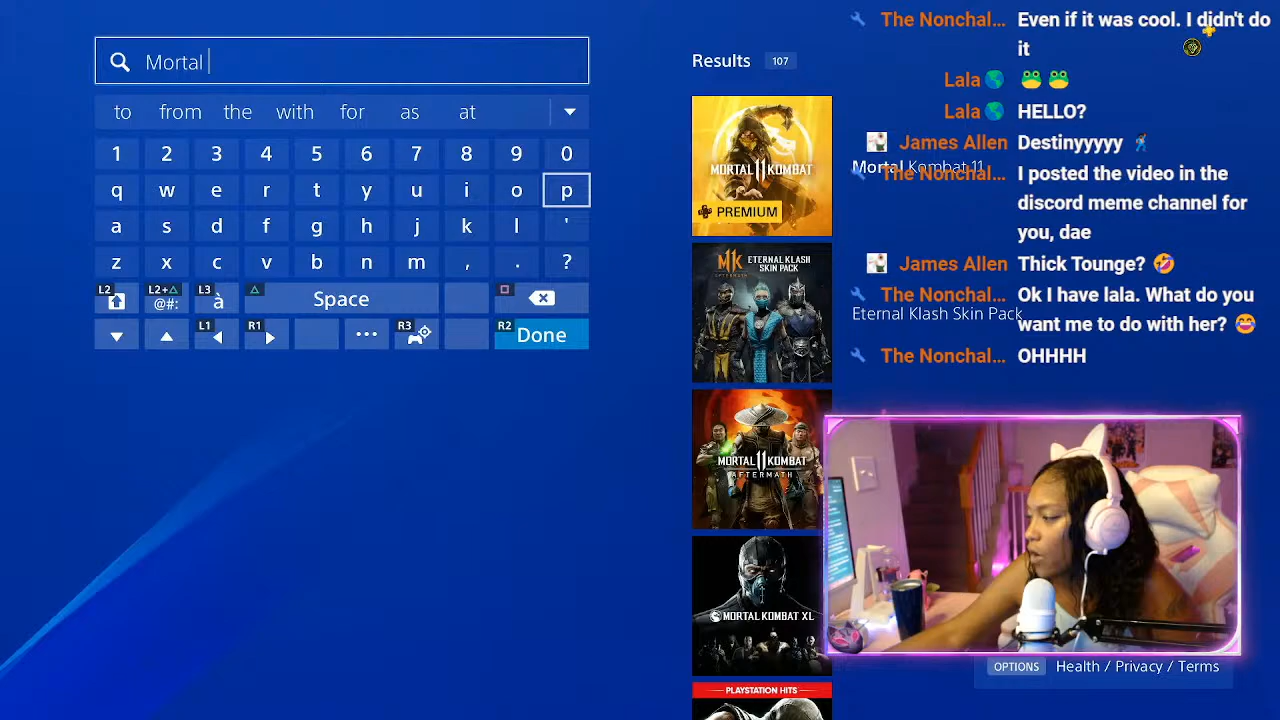 Mortal
to from the with for as at
1 2 3 4 5 6 7 8 9 0
q w e r t y u i o p
a s d f g h j k l '
z x c v b n m , . ?
L2 L2+△ @#: L3 à △ Space
L1 R1 ... R3 R2 Done
Results 107
MORTAL KOMBAT 11
PREMIUM
Mortal Kombat 11
MK
AFTERMATH
ETERNAL KLASH
SKIN PACK
Eternal Klash Skin Pack
MORTAL KOMBAT 11
AFTERMATH
MORTAL KOMBAT XL
PLAYSTATION HITS
The Nonchal... Even if it was cool. I didn't do
it
Lala🌎 🐸 🐸
Lala🌎 HELLO?
James Allen Destinyyyyy
The Nonchal... I posted the video in the
discord meme channel for
you, dae
James Allen Thick Tounge? 🤣
The Nonchal... Ok I have lala. What do you
want me to do with her? 😂
The Nonchal... OHHHH
OPTIONS Health / Privacy / Terms